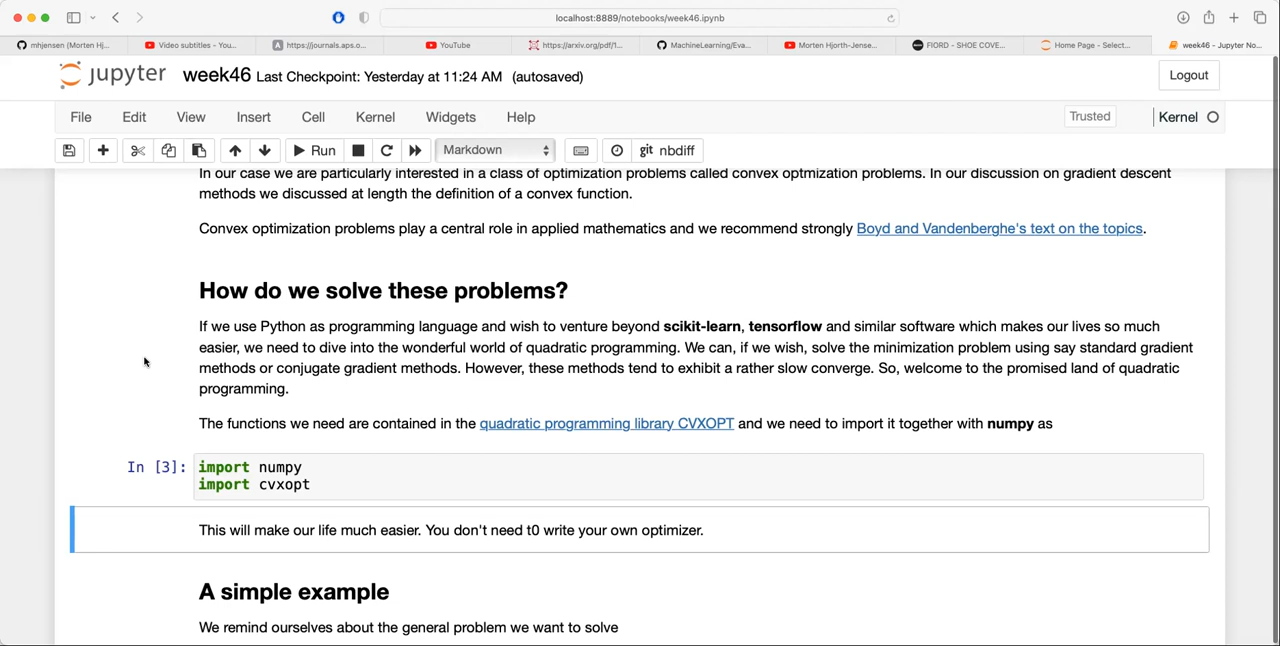 localhost:8889/notebooks/week46.ipynb
mhjensen (Morten Hj...
Video subtitles - You...
https://journals.aps.o...
YouTube
https://arxiv.org/pdf/1...
MachineLearning/Eva...
Morten Hjorth-Jense...
FIORD - SHOE COVE...
Home Page - Select...
week46 - Jupyter No...
jupyter week46 Last Checkpoint: Yesterday at 11:24 AM (autosaved)
Logout
File Edit View Insert Cell Kernel Widgets Help
Trusted
Kernel
Run
Markdown
git nbdiff
In our case we are particularly interested in a class of optimization problems called convex optmization problems. In our discussion on gradient descent
methods we discussed at length the definition of a convex function.
Convex optimization problems play a central role in applied mathematics and we recommend strongly Boyd and Vandenberghe's text on the topics.
How do we solve these problems?
If we use Python as programming language and wish to venture beyond scikit-learn, tensorflow and similar software which makes our lives so much
easier, we need to dive into the wonderful world of quadratic programming. We can, if we wish, solve the minimization problem using say standard gradient
methods or conjugate gradient methods. However, these methods tend to exhibit a rather slow converge. So, welcome to the promised land of quadratic
programming.
The functions we need are contained in the quadratic programming library CVXOPT and we need to import it together with numpy as
In [3]: import numpy
import cvxopt
This will make our life much easier. You don't need t0 write your own optimizer.
A simple example
We remind ourselves about the general problem we want to solve